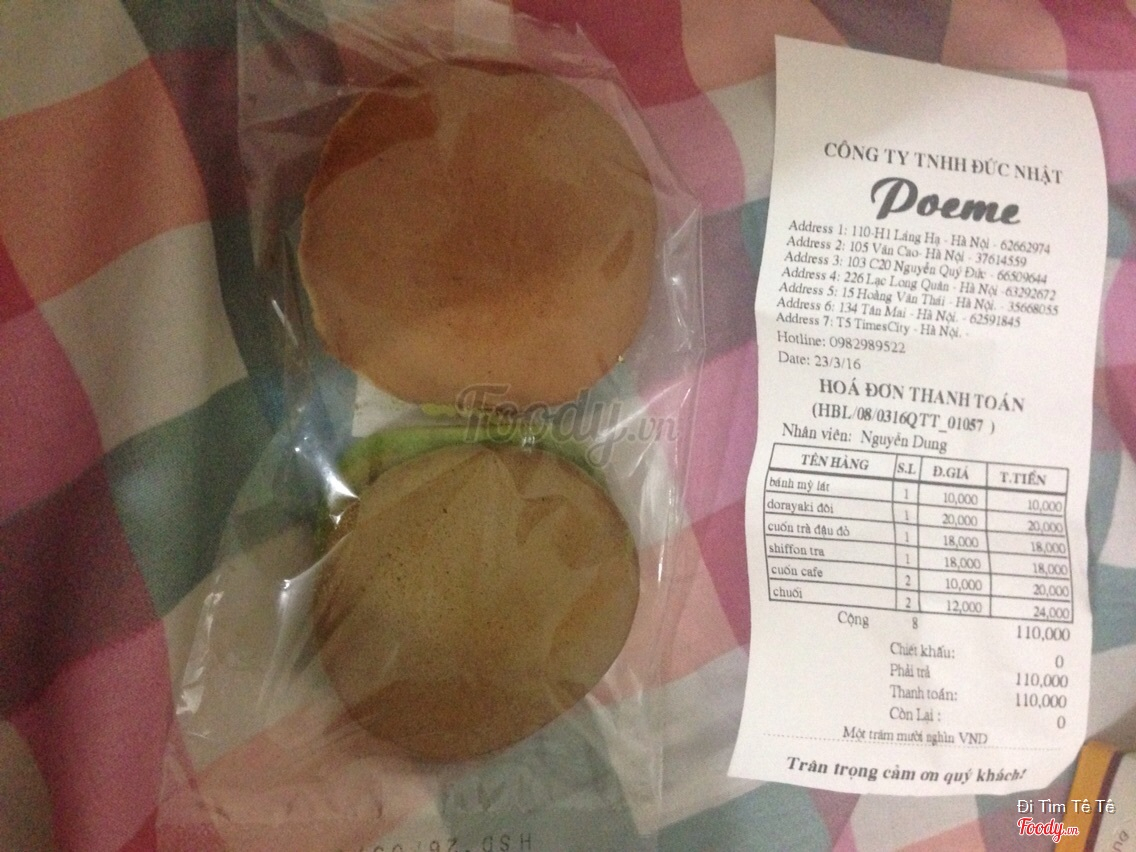 CÔNG TY TNHH ĐỨC NHẬT
Poeme
Address 1: 110-H1 Láng Hạ - Hà Nội - 62662974
Address 2: 105 Văn Cao- Hà Nội - 37614559
Address 3: 103 C20 Nguyễn Quý Đức - 66509644
Address 4: 226 Lạc Long Quân - Hà Nội -63292672
Address 5: 15 Hoàng Văn Thái - Hà Nội. - 35668055
Address 6: 134 Tân Mai - Hà Nội. - 62591845
Address 7: T5 TimesCity - Hà Nội. -
Hotline: 0982989522
Date: 23/3/16
HOÁ ĐƠN THANH TOÁN
(HBL/08/0316QTT_01057 )
Nhân viên: Nguyễn Dung
TÊN HÀNG S.L Đ.GIÁ T.TIỀN
bánh mỳ lát 1 10,000 10,000
dorayaki đôi 1 20,000 20,000
cuốn trà đậu đỏ 1 18,000 18,000
shiffon tra 1 18,000 18,000
cuốn cafe 2 10,000 20,000
chuối 2 12,000 24,000
Cộng 8 110,000
Chiết khấu: 0
Phải trả 110,000
Thanh toán: 110,000
Còn Lại : 0
Một trăm mười nghìn VND
Trân trọng cảm ơn quý khách!
Foody.vn
HSD
Đi Tìm Tê Tê
Foody.vn